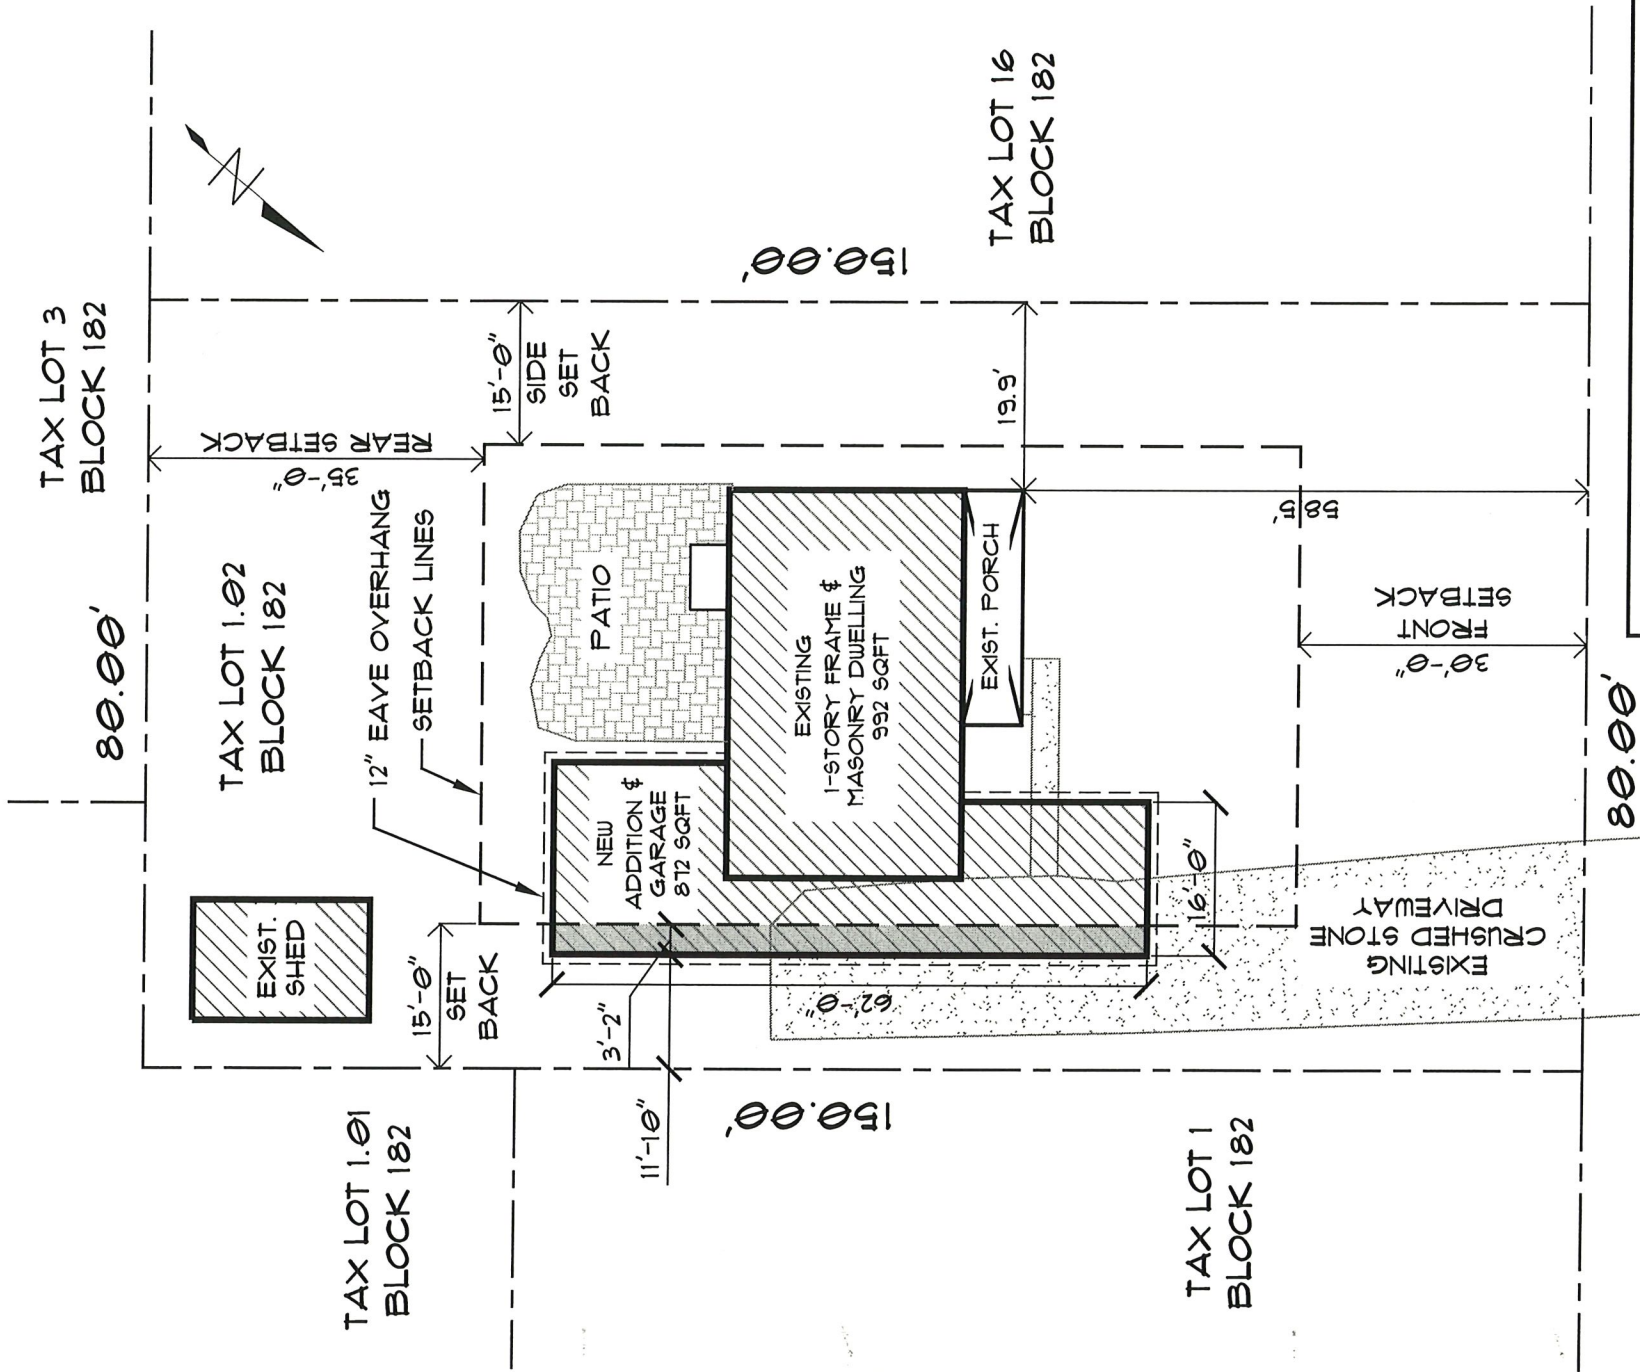 TAX LOT 3
BLOCK 182
80.00'
TAX LOT 1.02
BLOCK 182
12" EAVE OVERHANG
SETBACK LINES
35'-0"
REAR SETBACK
15'-0"
SIDE
SET
BACK
150.00'
N
TAX LOT 16
BLOCK 182
19.9'
58.5'
PATIO
EXISTING
1-STORY FRAME &
MASONRY DWELLING
992 SQFT
EXIST. PORCH
NEW
ADDITION &
GARAGE
872 SQFT
EXIST.
SHED
15'-0"
SET
BACK
3'-2"
11'-10"
62'-0"
16'-0"
30'-0"
FRONT
SETBACK
EXISTING
CRUSHED STONE
DRIVEWAY
80.00'
150.00'
TAX LOT 1.01
BLOCK 182
TAX LOT 1
BLOCK 182